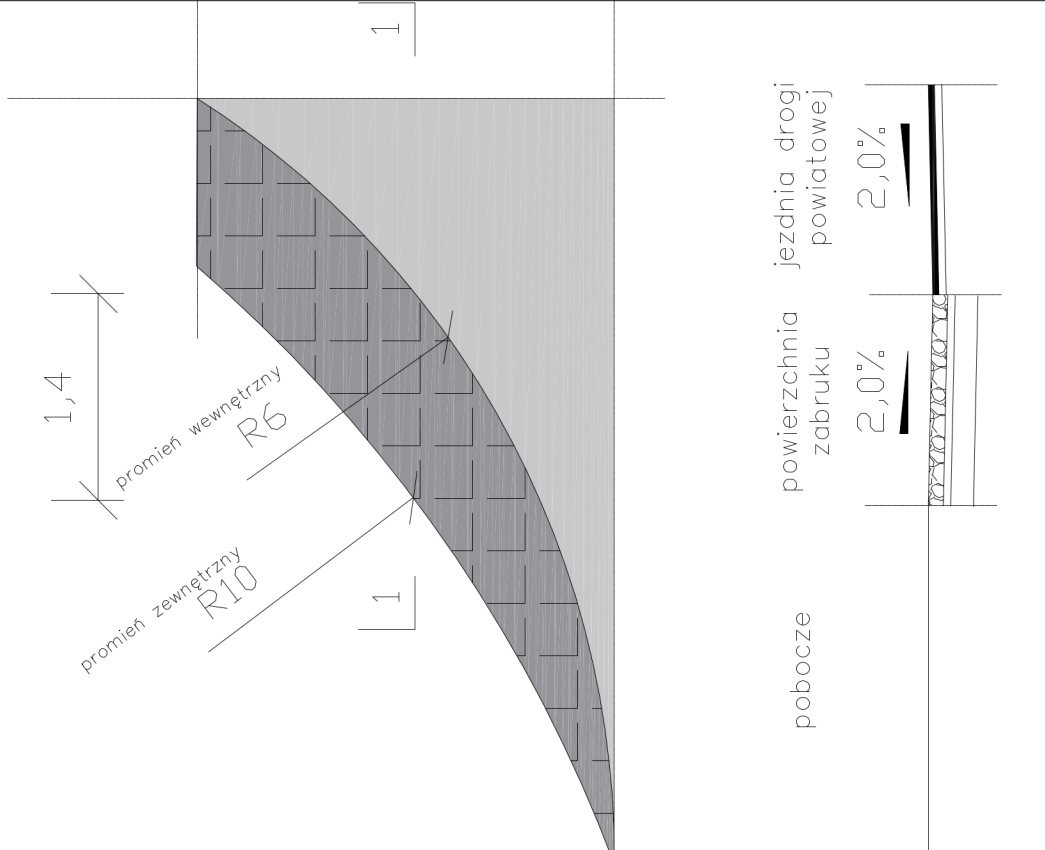 1
1,4
promień wewnętrzny
R6
promień zewnętrzny
R10
1
jezdnia drogi
powiatowej
2,0%
powierzchnia
zabruku
2,0%
pobocze